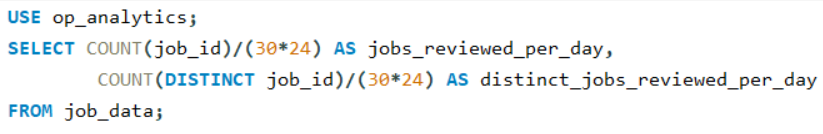 USE op_analytics;
SELECT COUNT(job_id)/(30*24) AS jobs_reviewed_per_day,
COUNT(DISTINCT job_id)/(30*24) AS distinct_jobs_reviewed_per_day
FROM job_data;